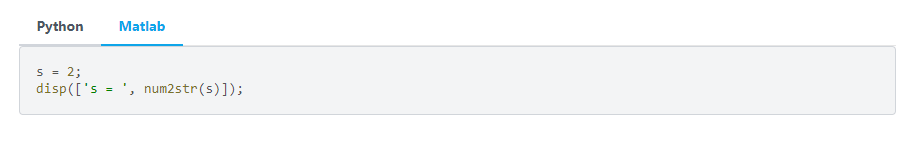 Python Matlab
s = 2;
disp(['s = ', num2str(s)]);